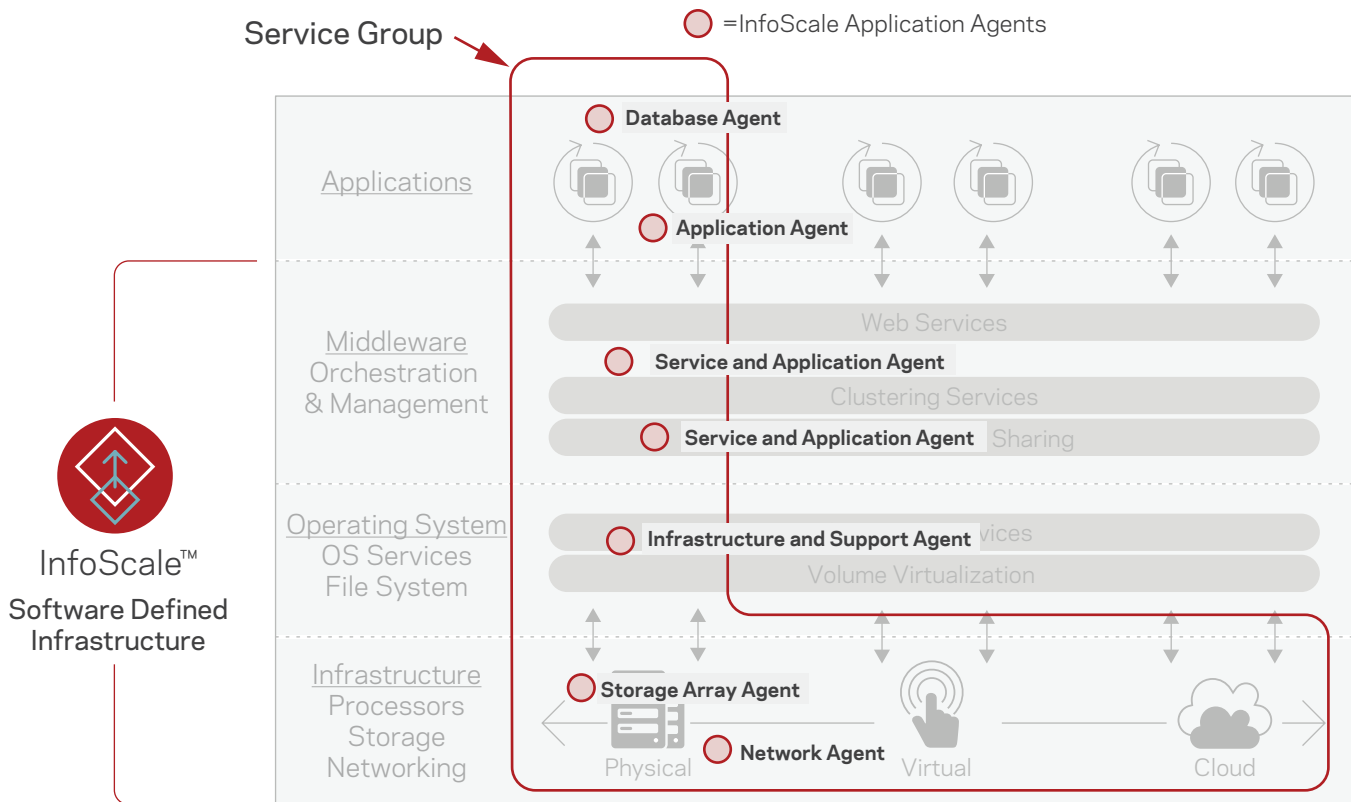 =InfoScale Application Agents
Service Group
Database Agent
Applications
Application Agent
Web Services
Middleware
Orchestration
& Management
Service and Application Agent
Clustering Services
Service and Application Agent
Sharing
Operating System
OS Services
File System
Infrastructure and Support Agent
Volume Virtualization
InfoScale™
Software Defined
Infrastructure
Infrastructure
Processors
Storage
Networking
Storage Array Agent
Network Agent
Physical
Virtual
Cloud